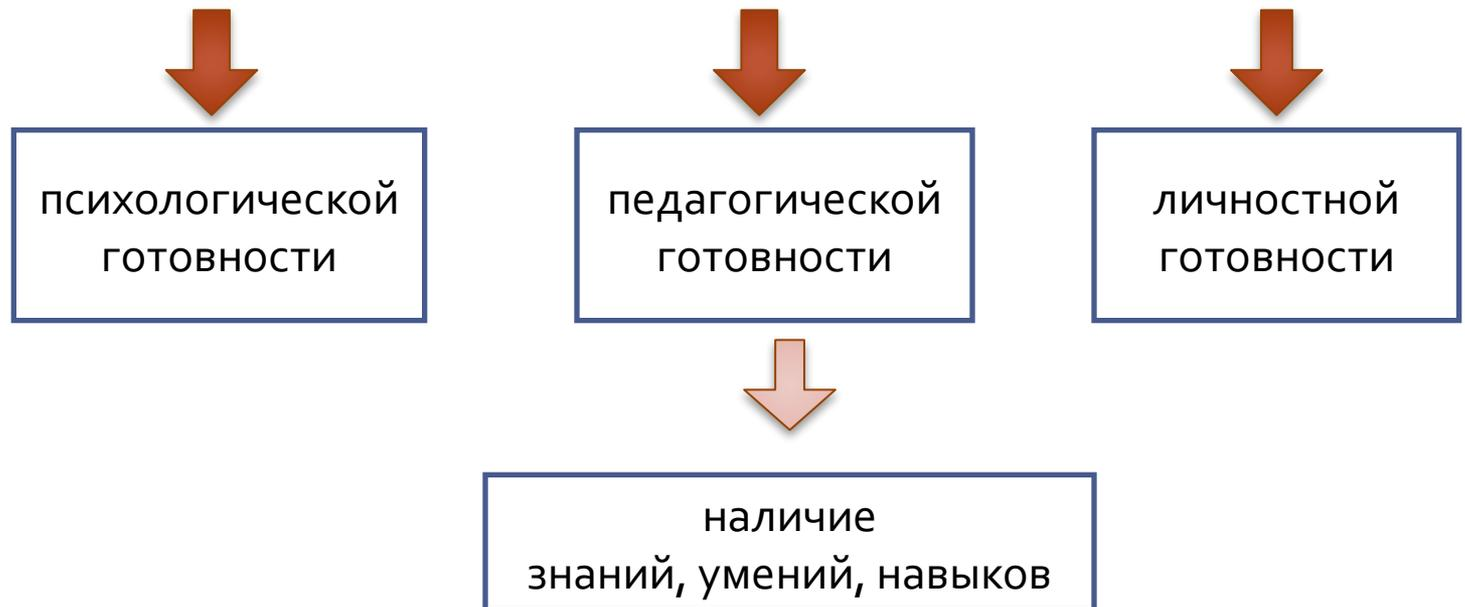 психологической
готовности
педагогической
готовности
личностной
готовности
наличие
знаний, умений, навыков